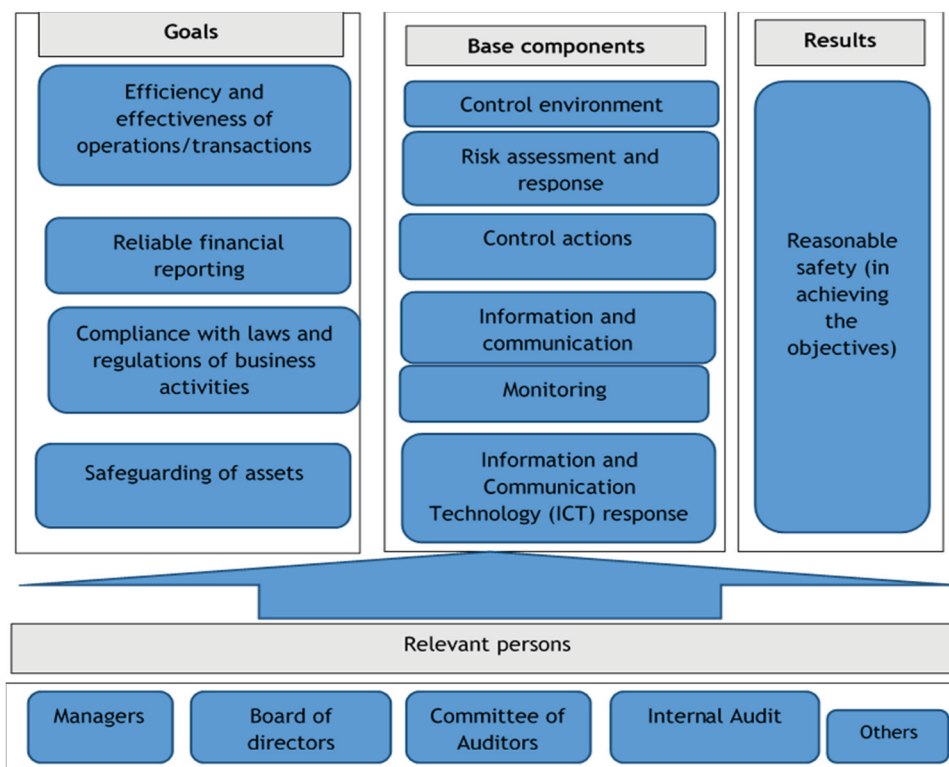 Goals
Efficiency and
effectiveness of
operations/transactions
Reliable financial
reporting
Compliance with laws and
regulations of business
activities
Safeguarding of assets
Base components
Control environment
Risk assessment and
response
Control actions
Information and
communication
Monitoring
Information and
Communication
Technology (ICT) response
Results
Reasonable
safety (in
achieving
the
objectives)
Relevant persons
Managers
Board of
directors
Committee of
Auditors
Internal Audit
Others